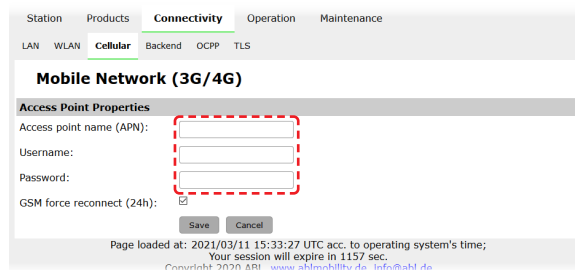 Station Products Connectivity Operation Maintenance
LAN WLAN Cellular Backend OCPP TLS
Mobile Network (3G/4G)
Access Point Properties
Access point name (APN):
Username:
Password:
GSM force reconnect (24h):
Save Cancel
Page loaded at: 2021/03/11 15:33:27 UTC acc. to operating system's time;
Your session will expire in 1157 sec.
Copyright 2020 ABL, www.ablmobility.de, info@abl.de